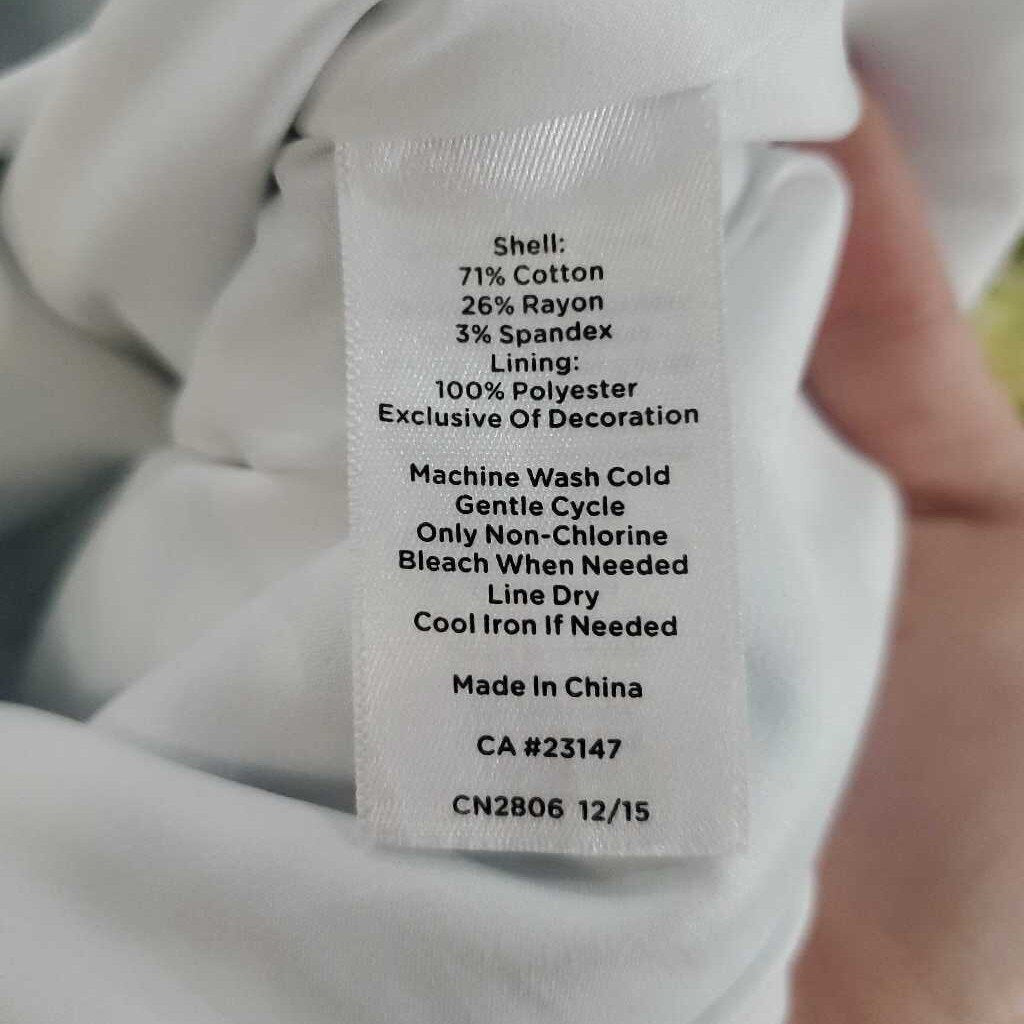 Shell:
71% Cotton
26% Rayon
3% Spandex
Lining:
100% Polyester
Exclusive Of Decoration
Machine Wash Cold
Gentle Cycle
Only Non-Chlorine
Bleach When Needed
Line Dry
Cool Iron If Needed
Made In China
CA #23147
CN2806 12/15